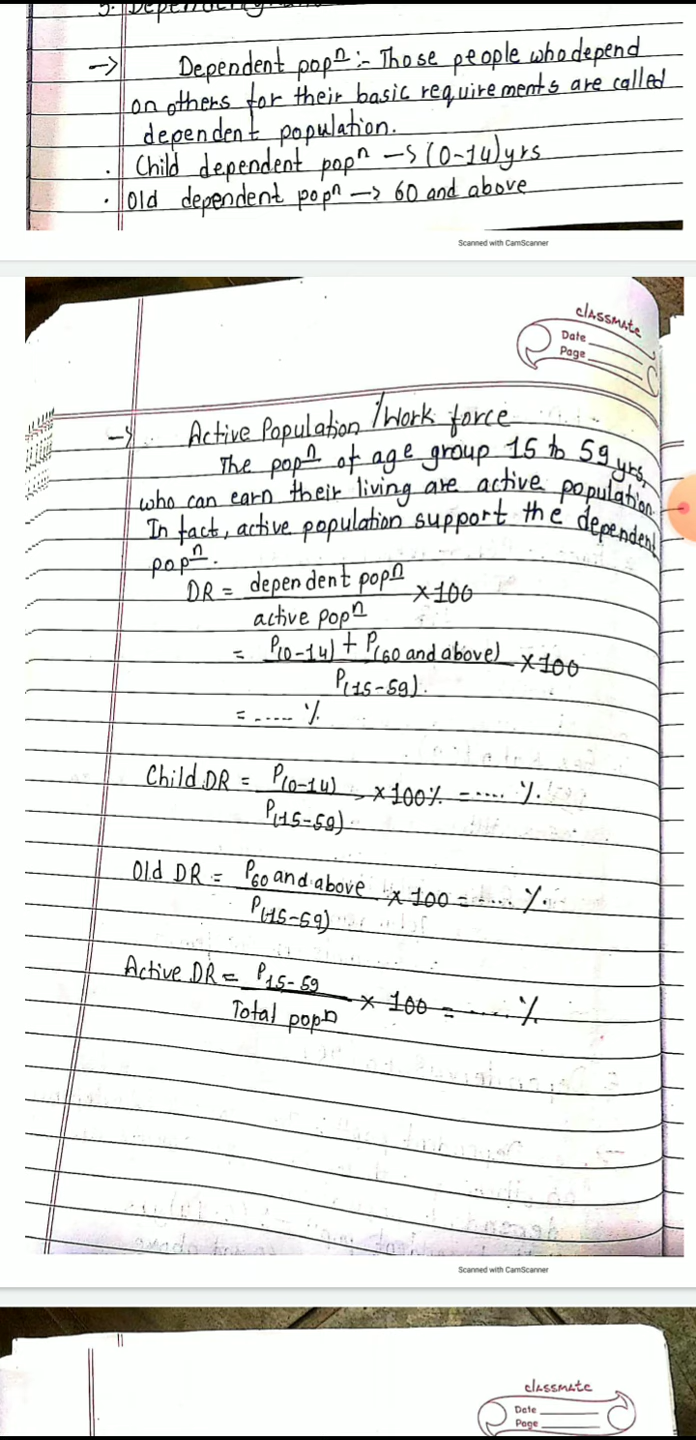 5. Dependency
→ Dependent popⁿ :- Those people who depend
on others for their basic requirements are called
dependent population.
· Child dependent popⁿ → (0-14)yrs
· Old dependent popⁿ → 60 and above
Scanned with CamScanner
classmate
Date
Page
→ Active Population / Work force
The popⁿ of age group 15 to 59 yrs,
who can earn their living are active population.
In fact, active population support the dependent
popⁿ.
DR = dependent popⁿ / active popⁿ × 100
= P(0-14) + P(60 and above) / P(15-59) × 100
= ..... %
Child DR = P(0-14) / P(15-59) × 100% = ..... %.
Old DR = P60 and above / P(15-59) × 100 = ..... %.
Active DR = P15-59 / Total popⁿ × 100 = ..... %
Scanned with CamScanner
classmate
Date
Page